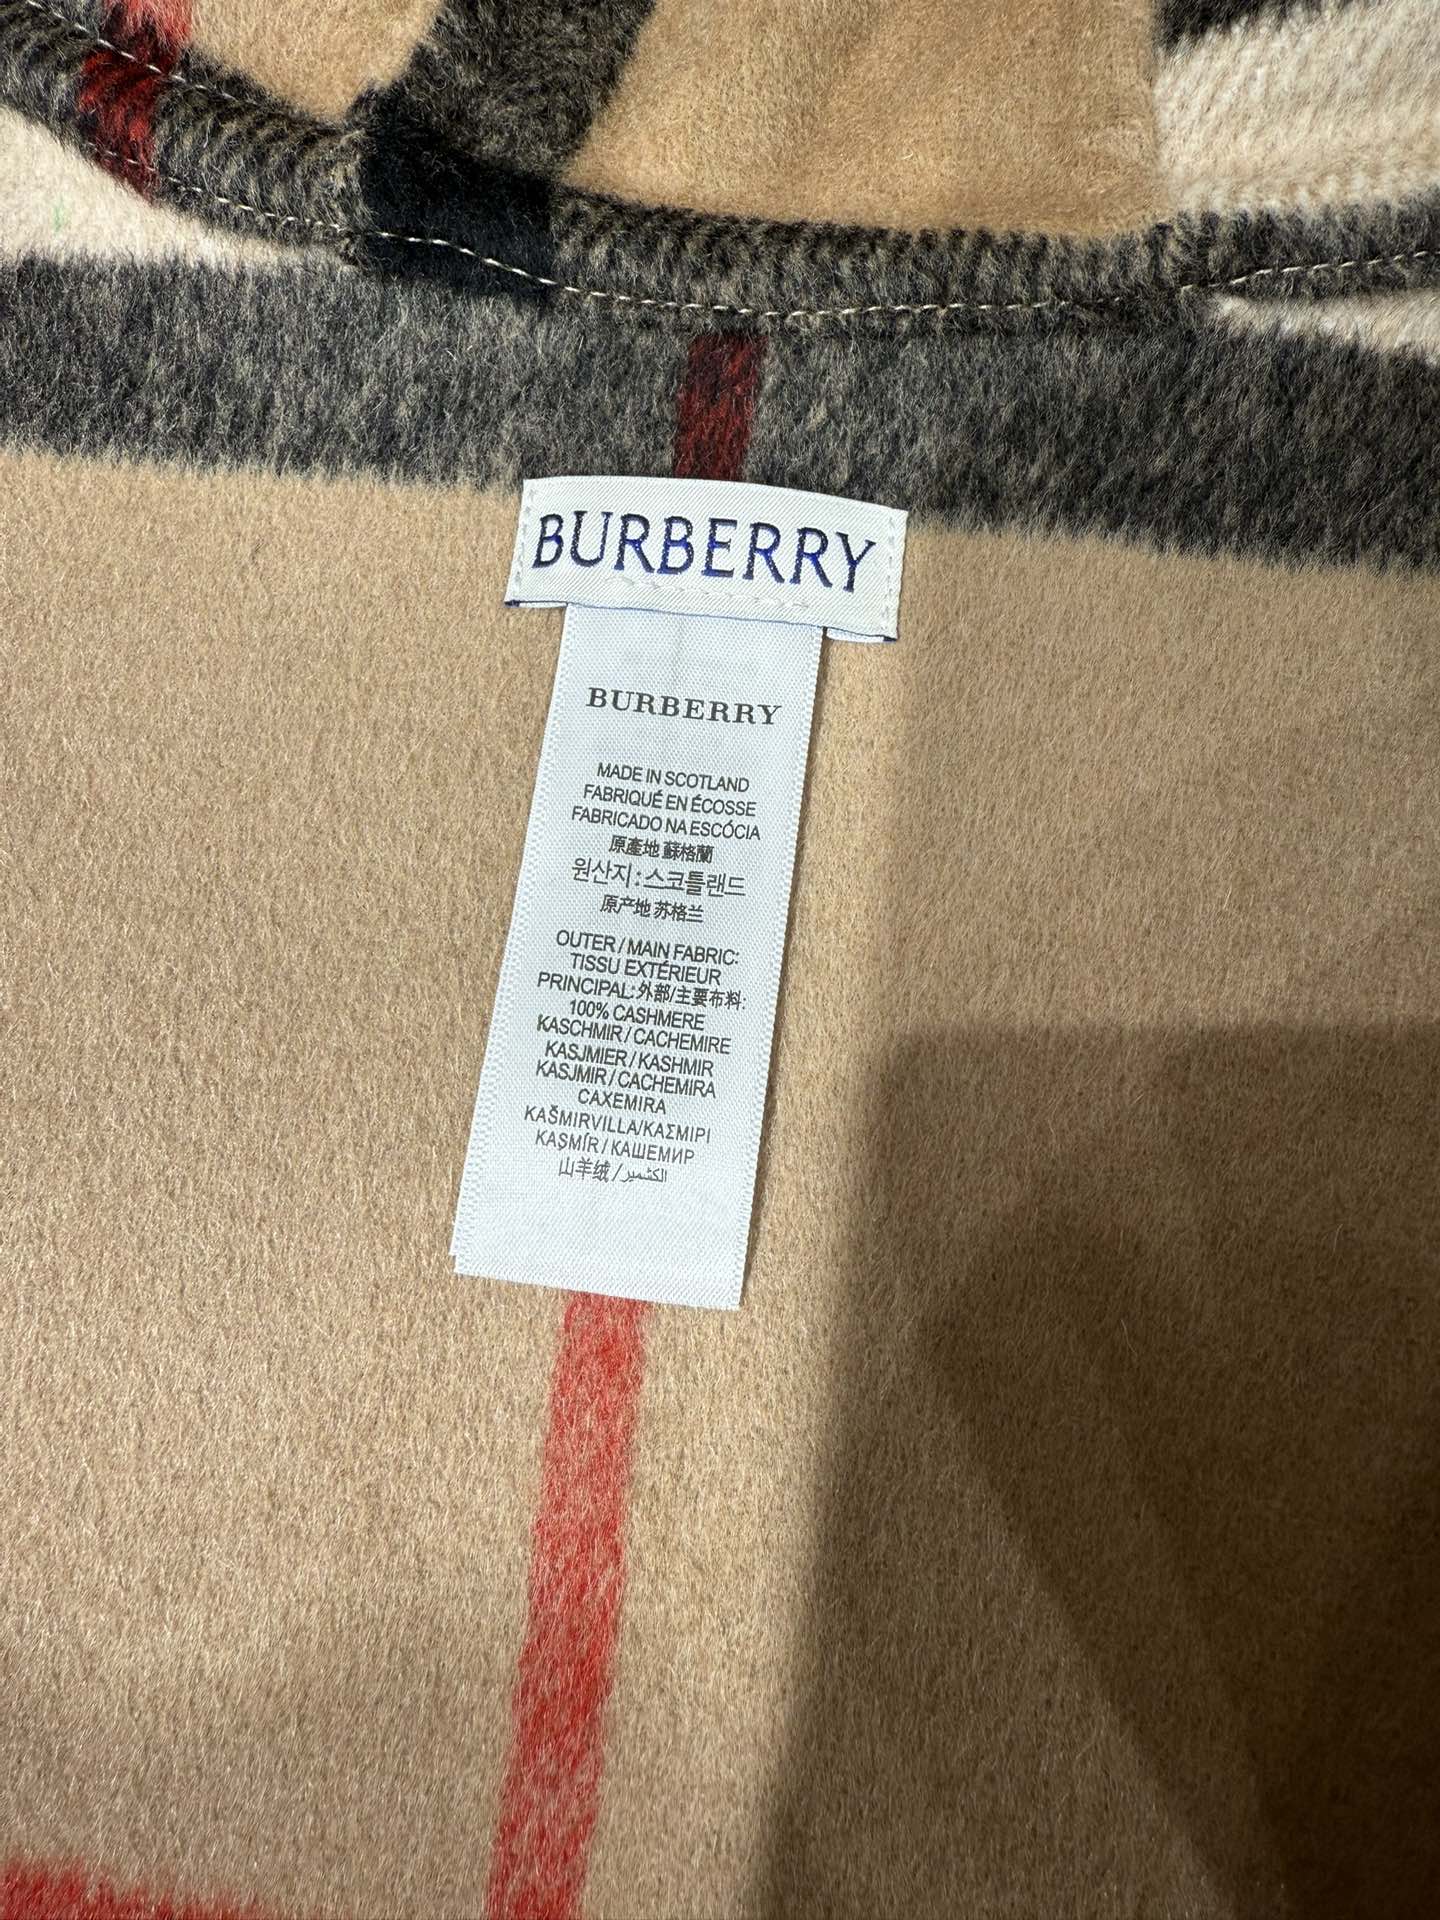 BURBERRY
BURBERRY
MADE IN SCOTLAND
FABRIQUÉ EN ÉCOSSE
FABRICADO NA ESCÓCIA
原產地 蘇格蘭
원산지 : 스코틀랜드
原产地 苏格兰
OUTER / MAIN FABRIC:
TISSU EXTÉRIEUR
PRINCIPAL:外部/主要布料:
100% CASHMERE
KASCHMIR / CACHEMIRE
KASJMIER / KASHMIR
KASJMIR / CACHEMIRA
CAXEMIRA
KAŠMIRVILLA/ΚΑΣΜΙΡΙ
KAŞMİR / КАШЕМИР
山羊绒 / الكشمير